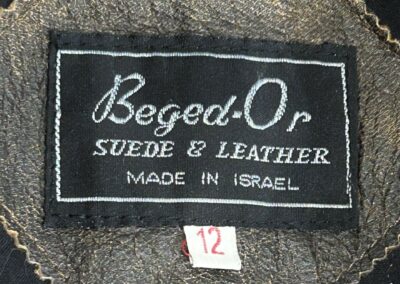 Beged-Or
SUEDE & LEATHER
MADE IN ISRAEL
12